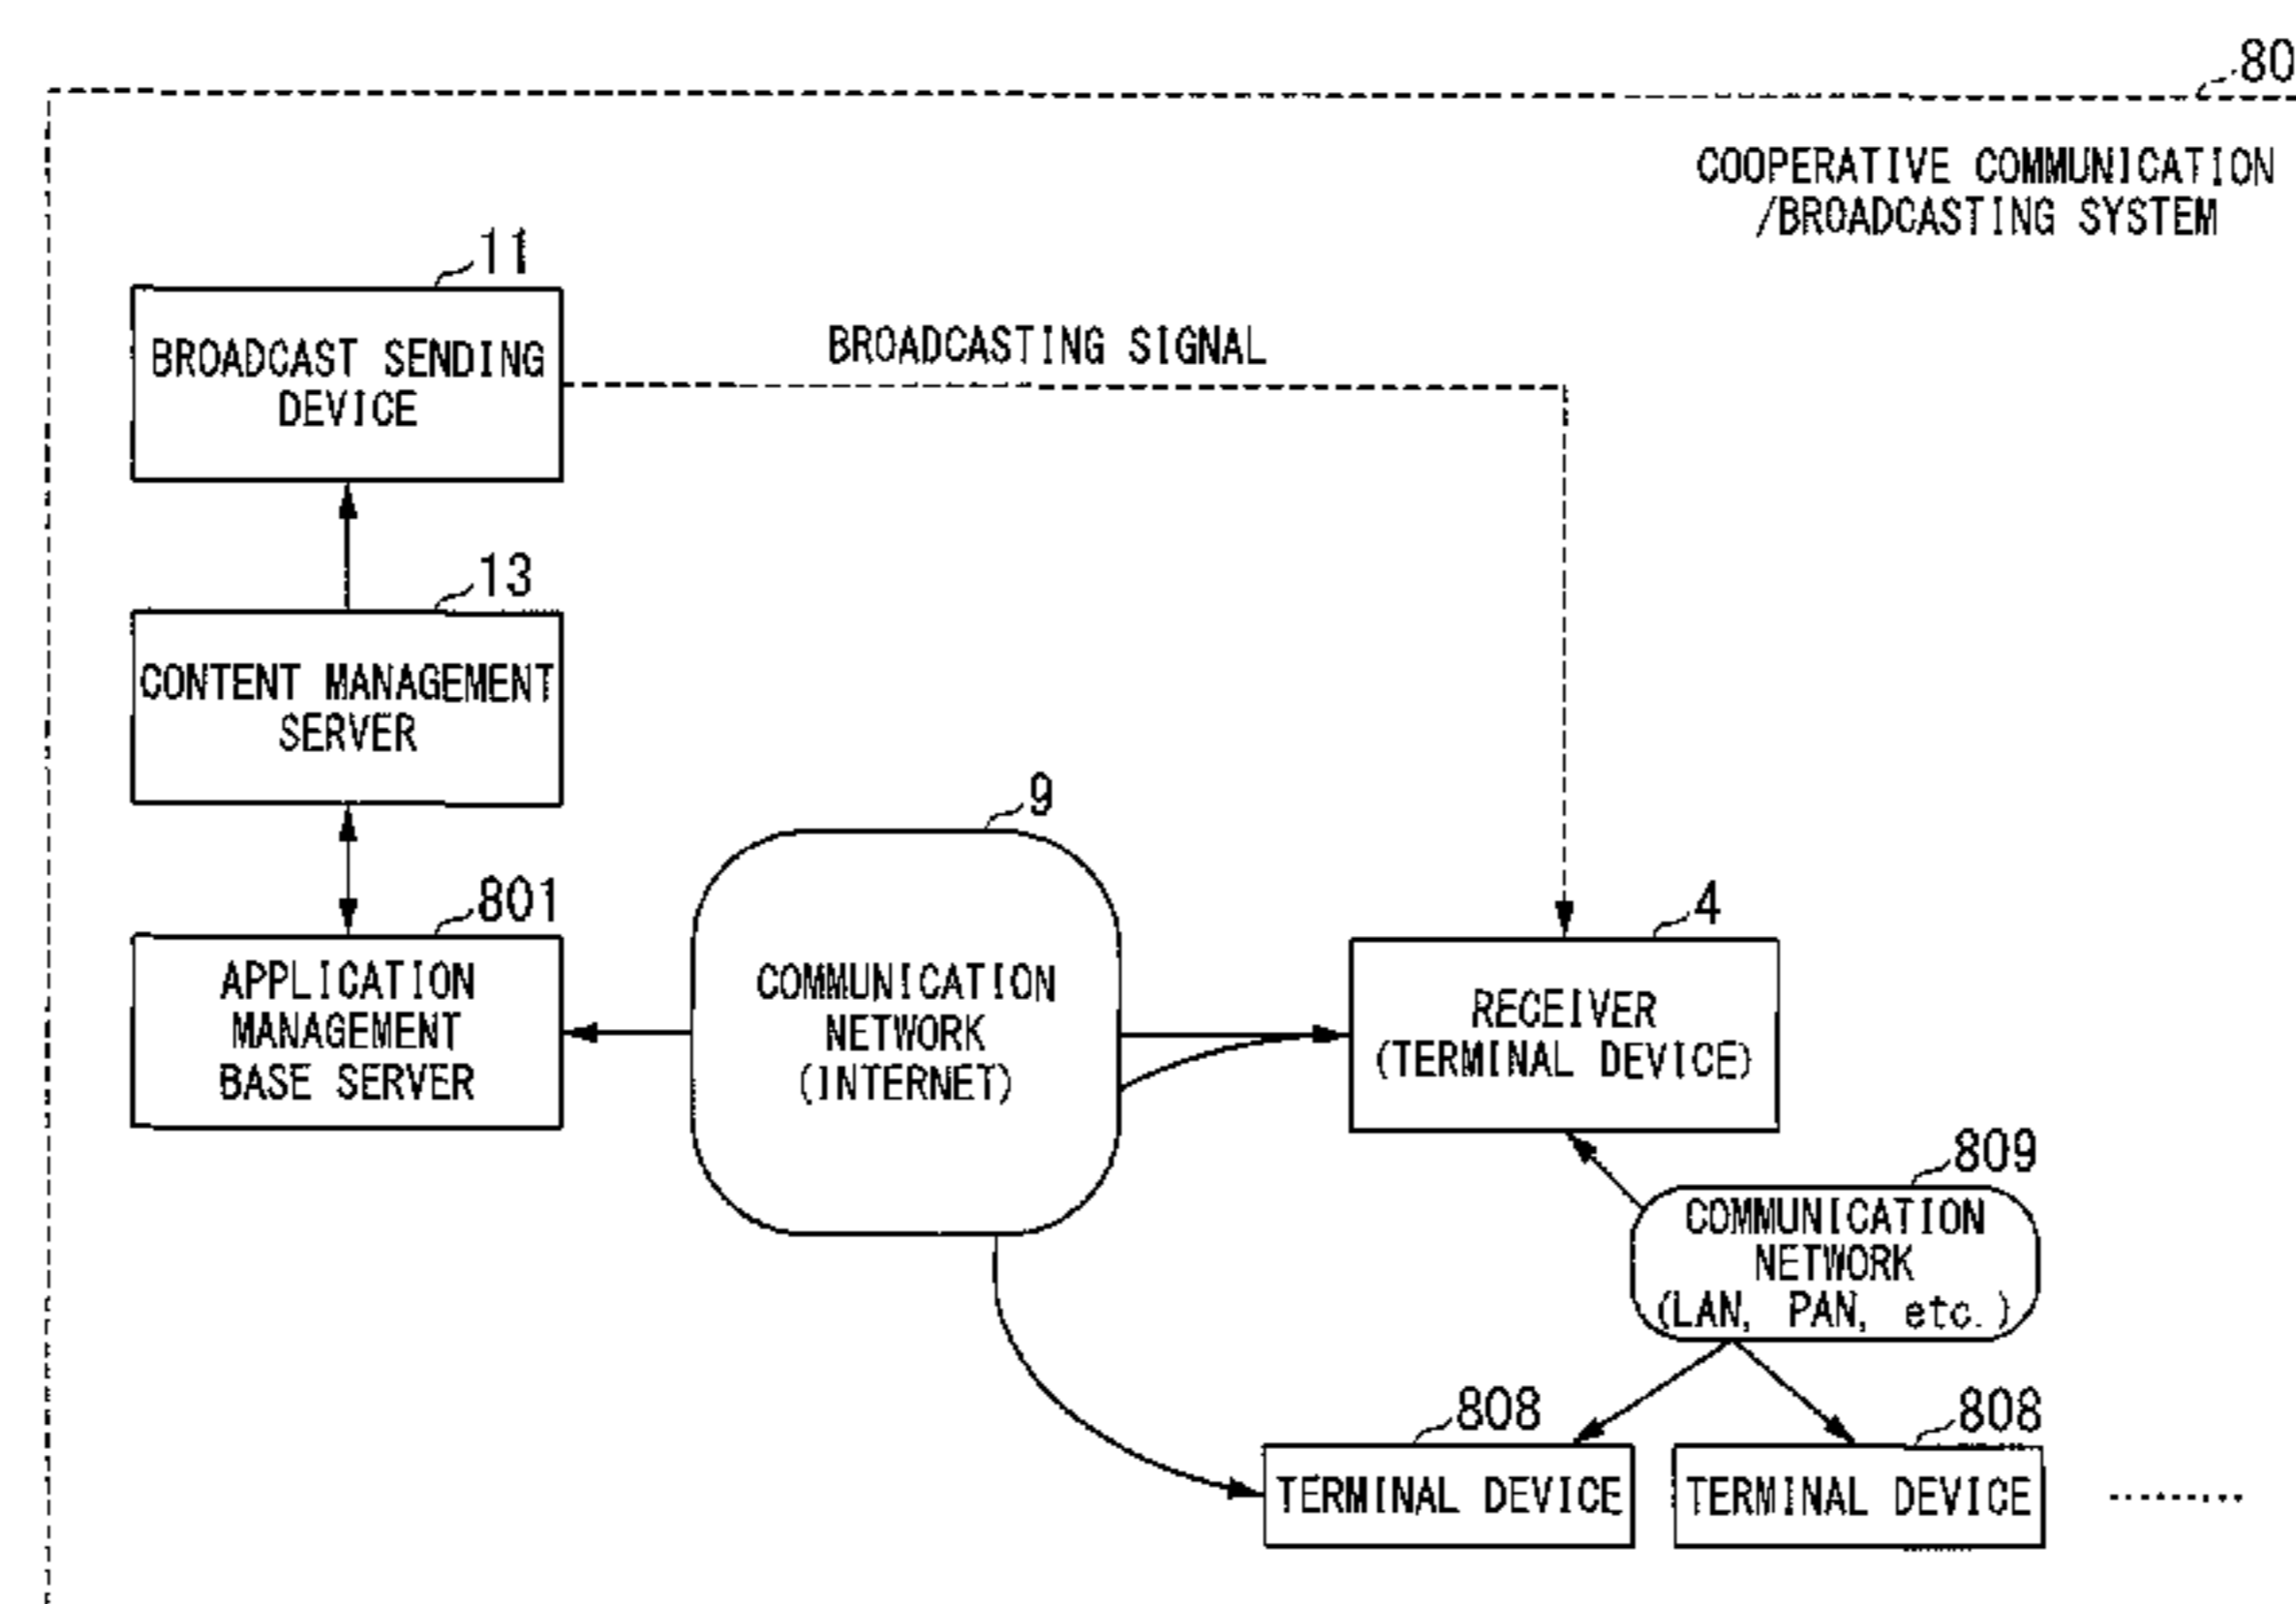 80
COOPERATIVE COMMUNICATION
/BROADCASTING SYSTEM
11
BROADCAST SENDING
DEVICE
BROADCASTING SIGNAL
13
CONTENT MANAGEMENT
SERVER
9
COMMUNICATION
NETWORK
(INTERNET)
801
APPLICATION
MANAGEMENT
BASE SERVER
4
RECEIVER
(TERMINAL DEVICE)
809
COMMUNICATION
NETWORK
(LAN, PAN, etc.)
808
TERMINAL DEVICE
808
TERMINAL DEVICE